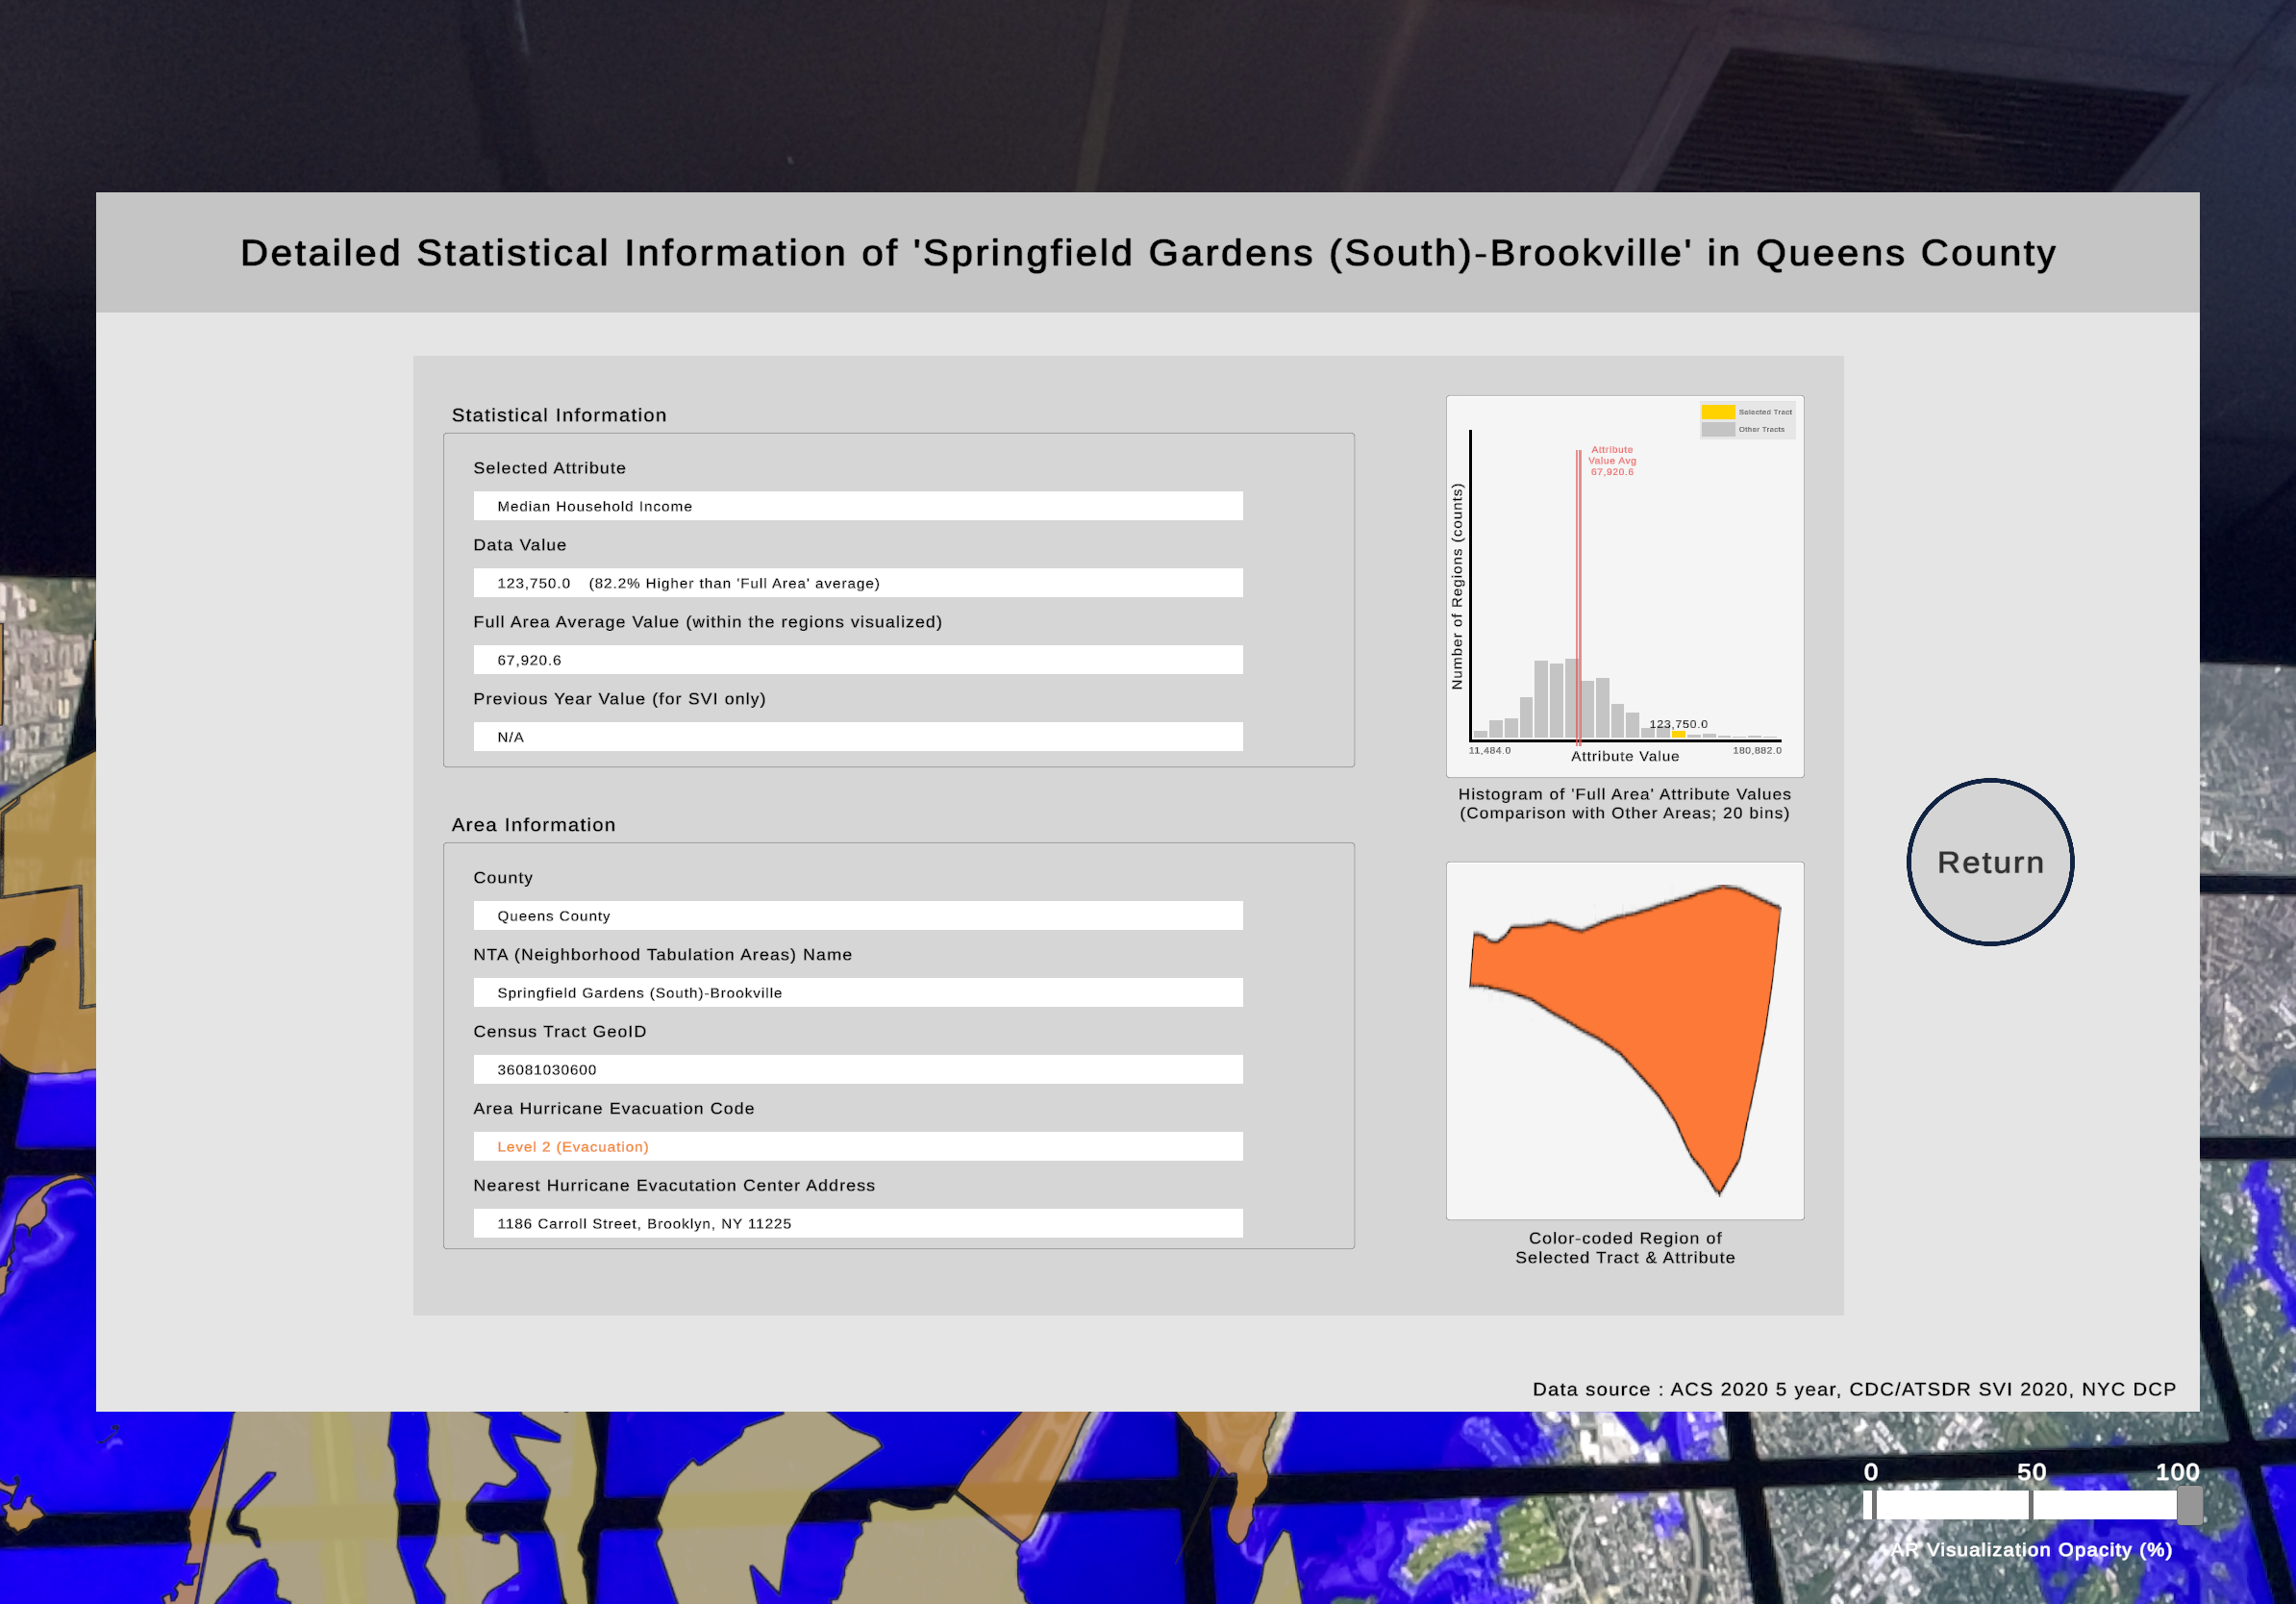 Detailed Statistical Information of 'Springfield Gardens (South)-Brookville' in Queens County
Statistical Information
Selected Attribute
Median Household Income
Data Value
123,750.0 (82.2% Higher than 'Full Area' average)
Full Area Average Value (within the regions visualized)
67,920.6
Previous Year Value (for SVI only)
N/A
Area Information
County
Queens County
NTA (Neighborhood Tabulation Areas) Name
Springfield Gardens (South)-Brookville
Census Tract GeoID
36081030600
Area Hurricane Evacuation Code
Level 2 (Evacuation)
Nearest Hurricane Evacutation Center Address
1186 Carroll Street, Brooklyn, NY 11225
Selected Tract
Other Tracts
Attribute
Value Avg
67,920.6
Number of Regions (counts)
123,750.0
11,484.0
180,882.0
Attribute Value
Histogram of 'Full Area' Attribute Values
(Comparison with Other Areas; 20 bins)
Color-coded Region of
Selected Tract & Attribute
Return
Data source : ACS 2020 5 year, CDC/ATSDR SVI 2020, NYC DCP
0 50 100
AR Visualization Opacity (%)